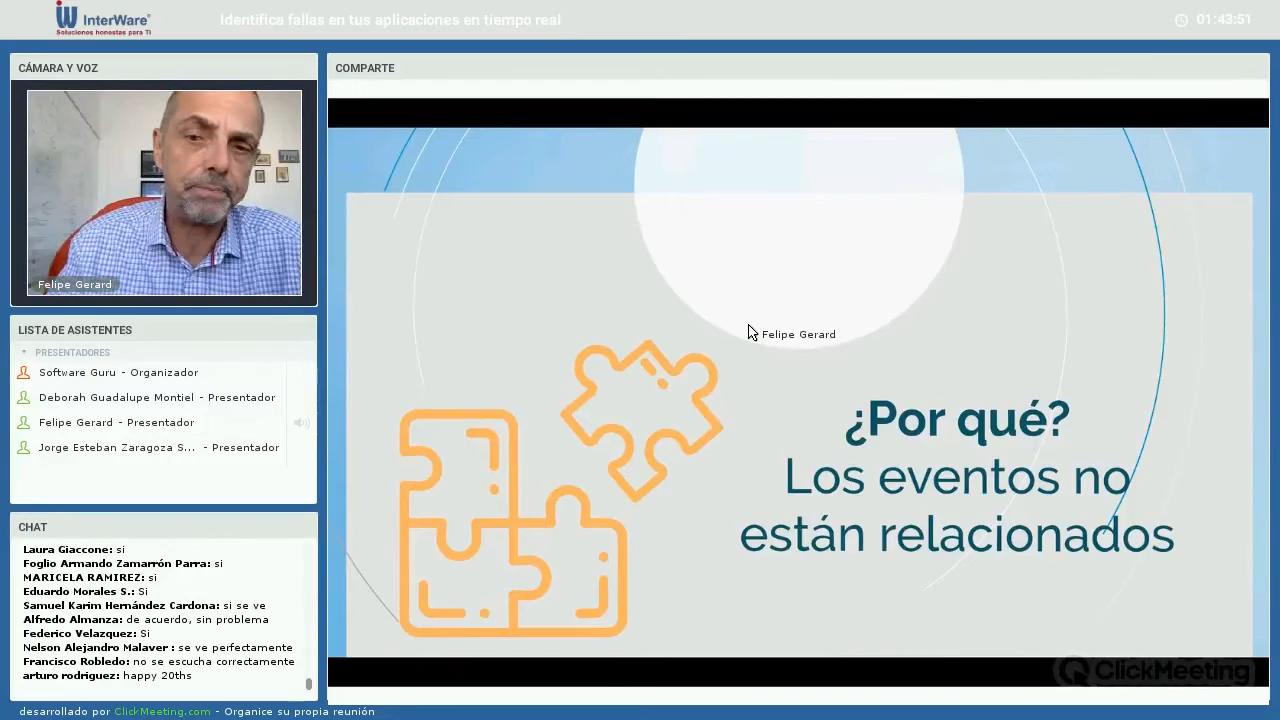 InterWare
Soluciones honestas para TI
Identifica fallas en tus aplicaciones en tiempo real
01:43:51
CÁMARA Y VOZ
Felipe Gerard
LISTA DE ASISTENTES
PRESENTADORES
Software Guru - Organizador
Deborah Guadalupe Montiel - Presentador
Felipe Gerard - Presentador
Jorge Esteban Zaragoza S... - Presentador
CHAT
Laura Giaccone: si
Foglio Armando Zamarrón Parra: si
MARICELA RAMIREZ: si
Eduardo Morales S.: Si
Samuel Karim Hernández Cardona: si se ve
Alfredo Almanza: de acuerdo, sin problema
Federico Velazquez: Si
Nelson Alejandro Malaver : se ve perfectamente
Francisco Robledo: no se escucha correctamente
arturo rodriguez: happy 20ths
desarrollado por ClickMeeting.com - Organice su propia reunión
COMPARTE
Felipe Gerard
¿Por qué?
Los eventos no
están relacionados
ClickMeeting